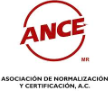 ANCE
MR
ASOCIACIÓN DE NORMALIZACIÓN
Y CERTIFICACIÓN, A.C.